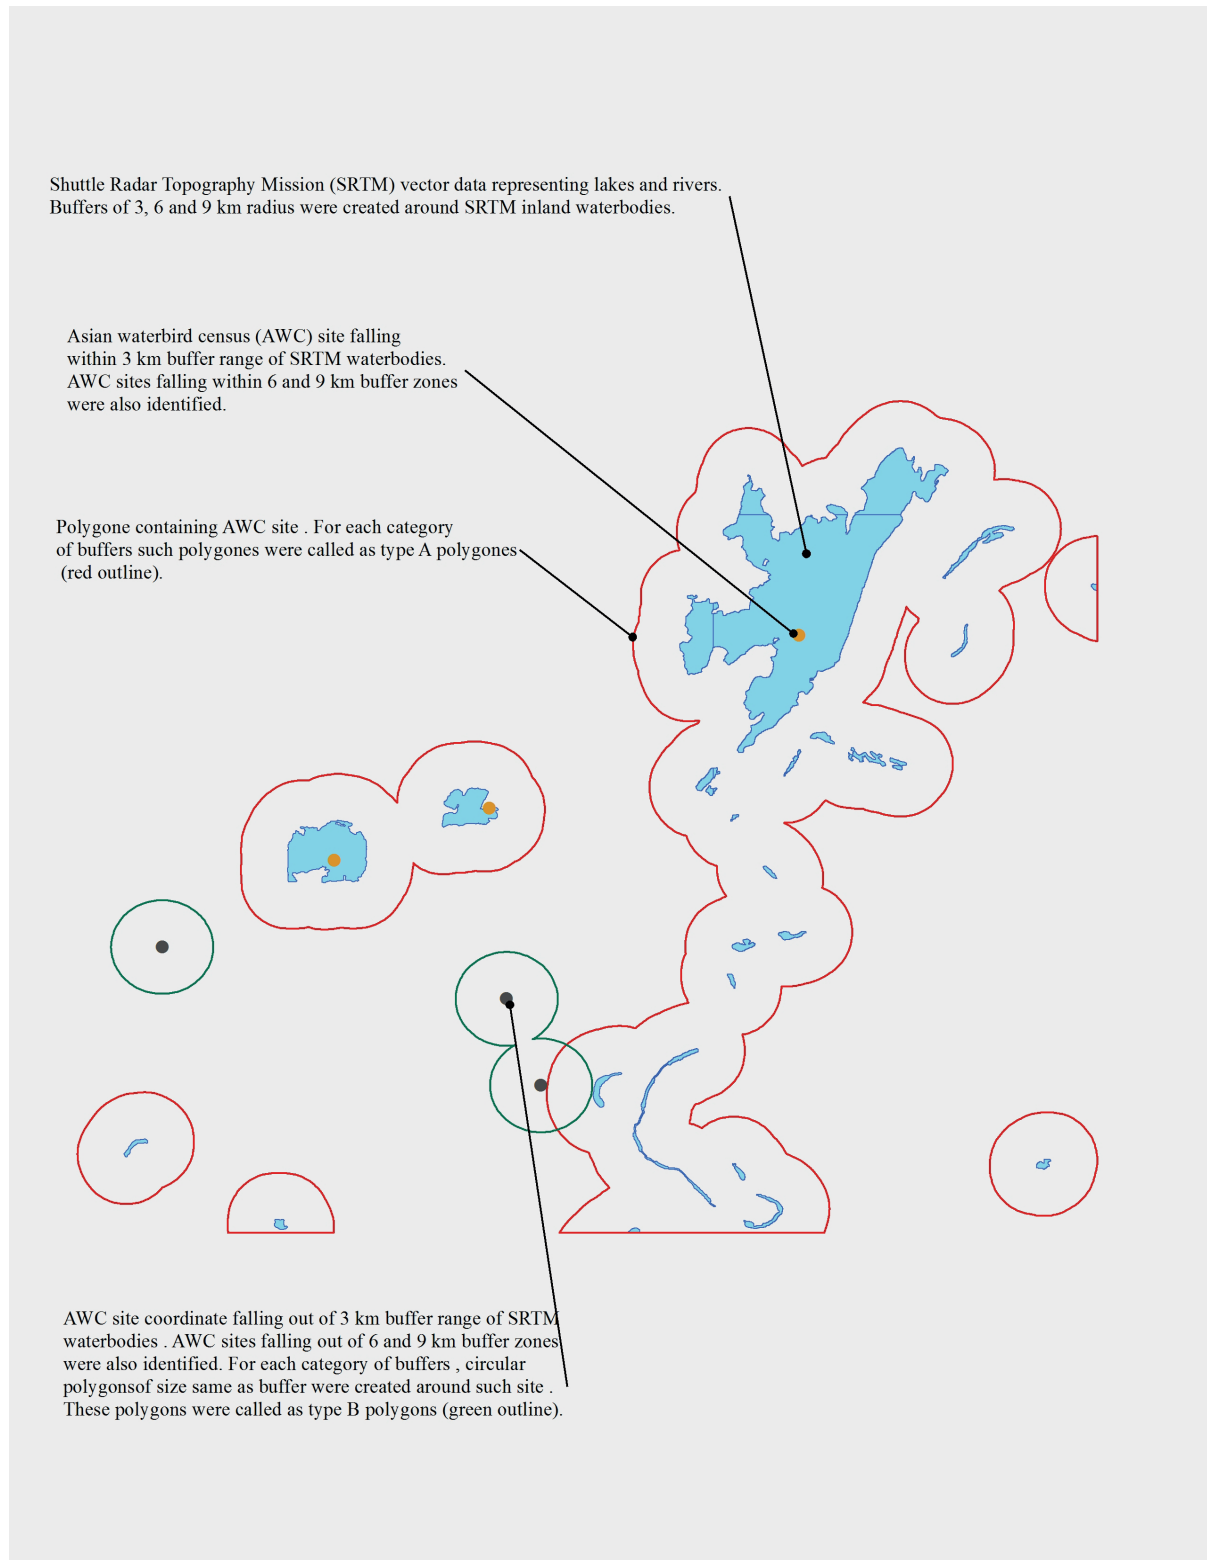 Shuttle Radar Topography Mission (SRTM) vector data representing lakes and rivers.
Buffers of 3, 6 and 9 km radius were created around SRTM inland waterbodies.
Asian waterbird census (AWC) site falling
within 3 km buffer range of SRTM waterbodies.
AWC sites falling within 6 and 9 km buffer zones
were also identified.
Polygone containing AWC site . For each category
of buffers such polygones were called as type A polygones
(red outline).
AWC site coordinate falling out of 3 km buffer range of SRTM
waterbodies . AWC sites falling out of 6 and 9 km buffer zones
were also identified. For each category of buffers , circular
polygonsof size same as buffer were created around such site .
These polygons were called as type B polygons (green outline).